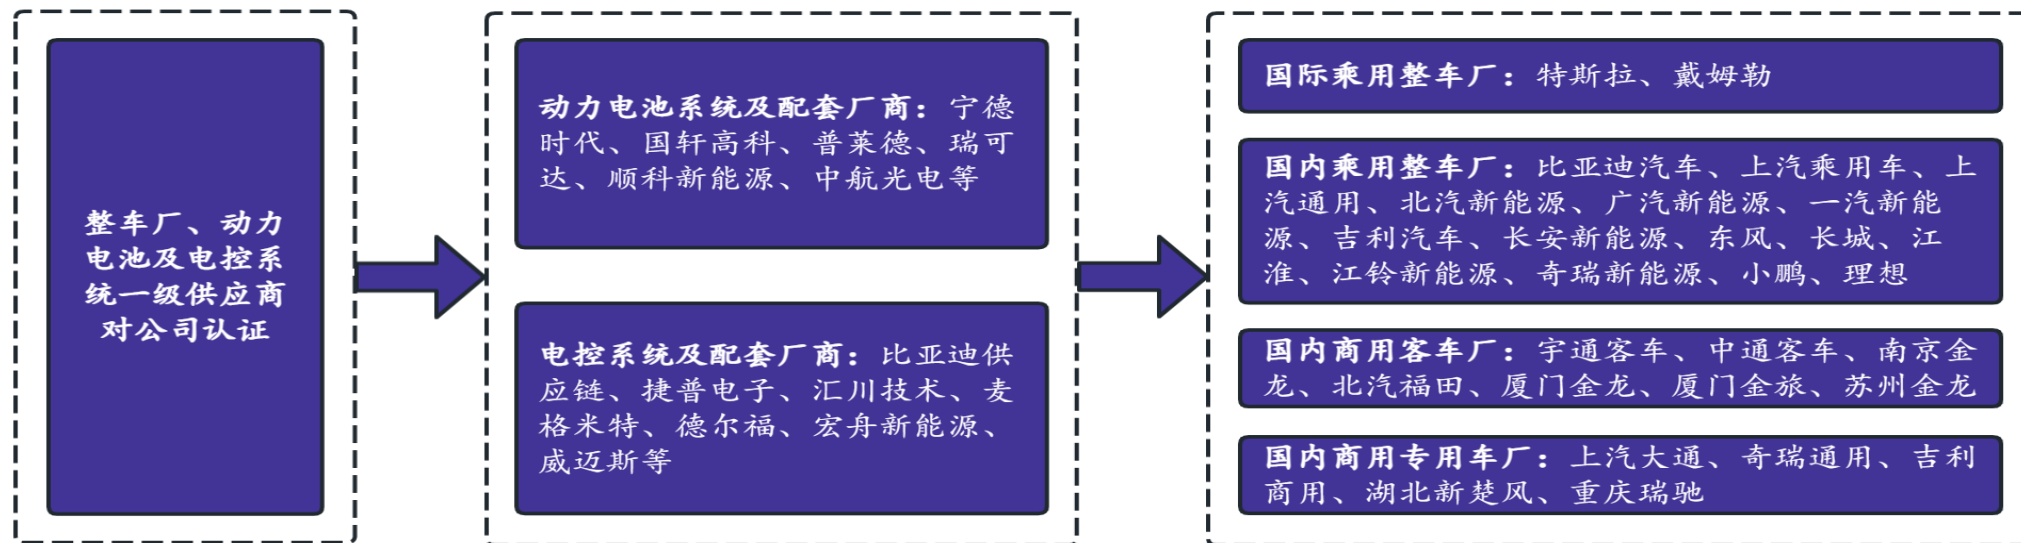 整车厂、动力
电池及电控系
统一级供应商
对公司认证
动力电池系统及配套厂商：宁德
时代、国轩高科、普莱德、瑞可
达、顺科新能源、中航光电等
电控系统及配套厂商：比亚迪供
应链、捷普电子、汇川技术、麦
格米特、德尔福、宏舟新能源、
威迈斯等
国际乘用整车厂：特斯拉、戴姆勒
国内乘用整车厂：比亚迪汽车、上汽乘用车、上
汽通用、北汽新能源、广汽新能源、一汽新能
源、吉利汽车、长安新能源、东风、长城、江
淮、江铃新能源、奇瑞新能源、小鹏、理想
国内商用客车厂：宇通客车、中通客车、南京金
龙、北汽福田、厦门金龙、厦门金旅、苏州金龙
国内商用专用车厂：上汽大通、奇瑞通用、吉利
商用、湖北新楚风、重庆瑞驰